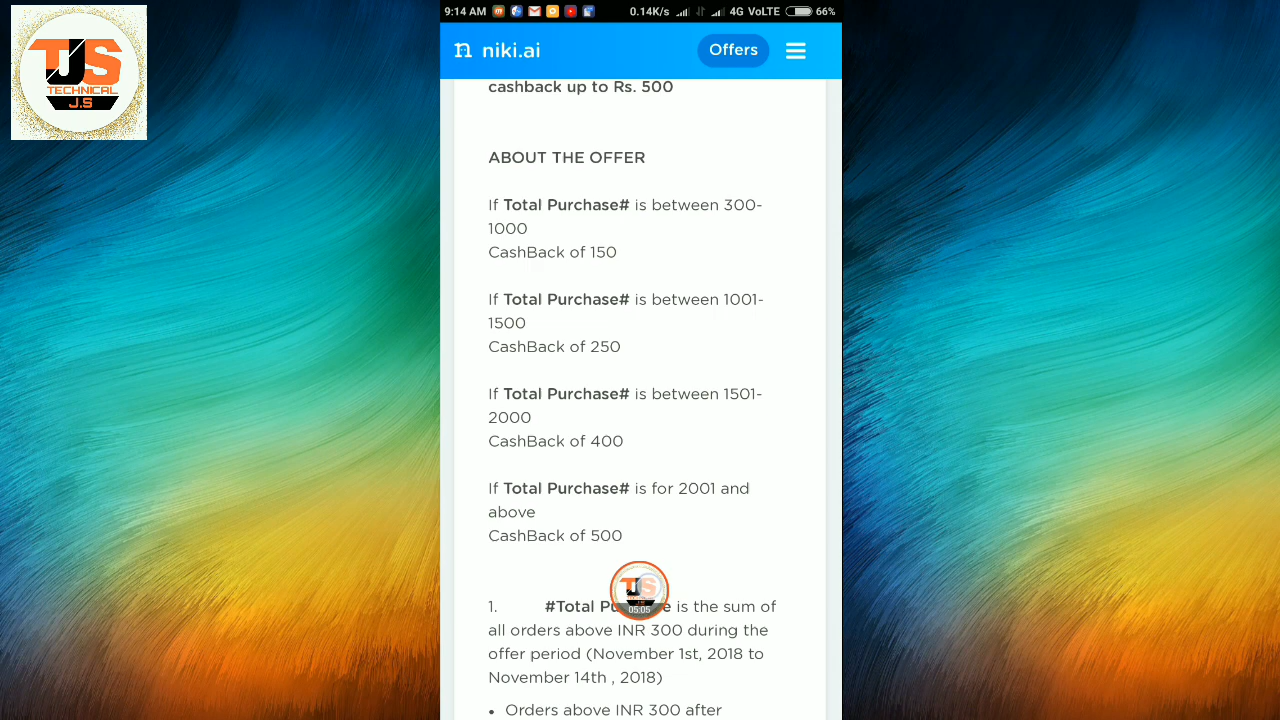 TJS
TECHNICAL
J.S
9:14 AM 0.14K/s 4G VoLTE 66%
niki.ai Offers
cashback up to Rs. 500
ABOUT THE OFFER
If Total Purchase# is between 300-
1000
CashBack of 150
If Total Purchase# is between 1001-
1500
CashBack of 250
If Total Purchase# is between 1501-
2000
CashBack of 400
If Total Purchase# is for 2001 and
above
CashBack of 500
05:05
1. #Total is the sum of
all orders above INR 300 during the
offer period (November 1st, 2018 to
November 14th , 2018)
• Orders above INR 300 after